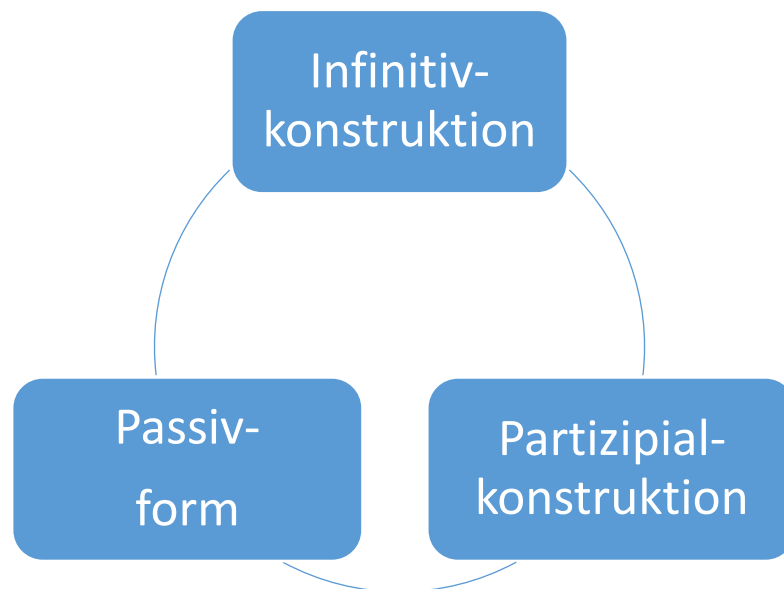 Infinitiv-
konstruktion
Passiv-
form
Partizipial-
konstruktion